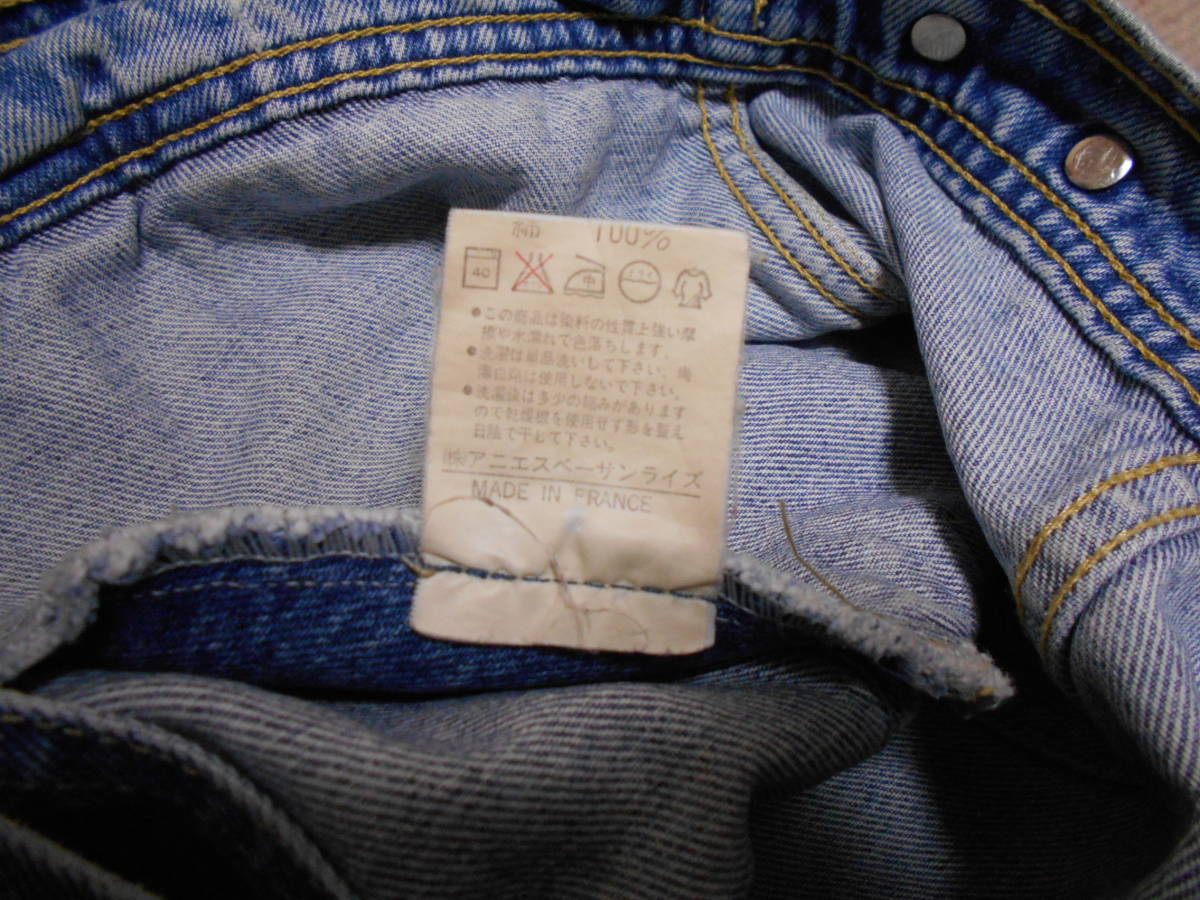 綿 100%
40 中 ドライ
●この商品は染料の性質上強い摩
擦や水濡れで色落ちします。
●洗濯は単品洗いして下さい。尚
蛍白剤は使用しないで下さい。
●洗濯後は多少の縮みがあります
ので乾燥機を使用せず形を整え
日陰で干して下さい。
(株)アニエスベーサンライズ
MADE IN FRANCE